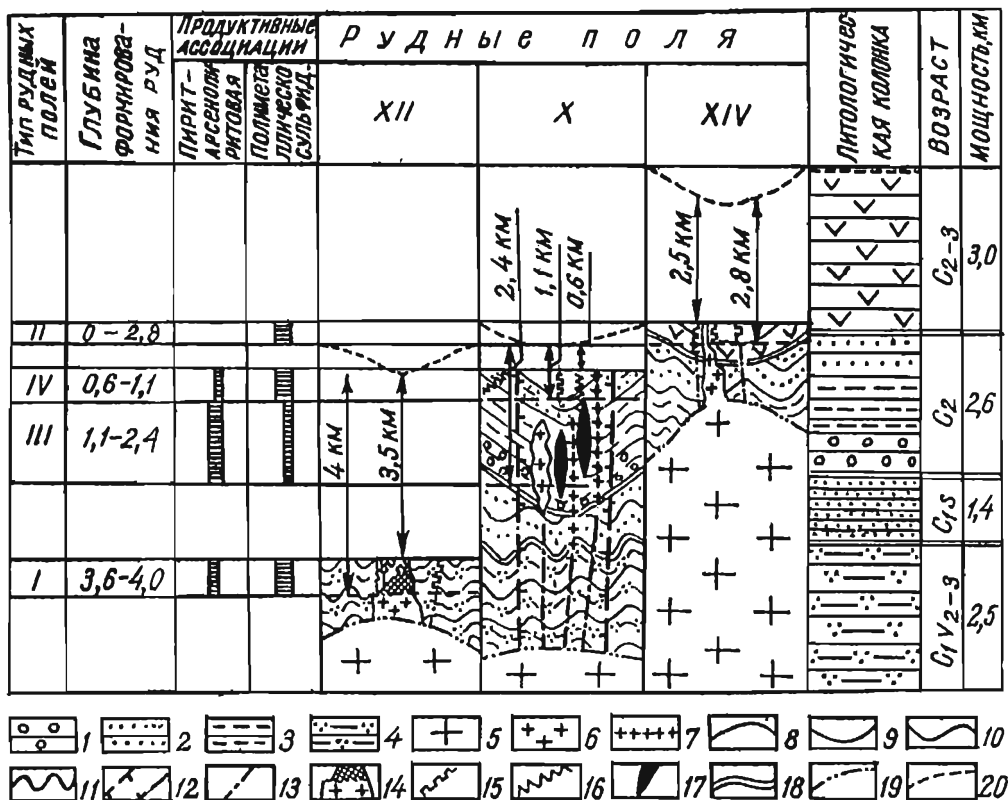 ТИП РУДНЫХ ПОЛЕЙ
ГЛУБИНА ФОРМИРОВА-НИЯ РУД
ПРОДУКТИВНЫЕ АССОЦИАЦИИ
ПИРИТ-АРСЕНОПИРИТОВАЯ
ПОЛИМЕТАЛЛИЧЕСКО СУЛЬФИД.
РУДНЫЕ ПОЛЯ
XII
X
XIV
ЛИТОЛОГИЧЕС-КАЯ КОЛОНКА
ВОЗРАСТ
МОЩНОСТЬ, КМ
2,4 КМ
1,1 КМ
0,6 КМ
2,5 КМ
2,8 КМ
C2-3
3,0
II
0-2,8
IV
0,6-1,1
III
1,1-2,4
4 КМ
3,5 КМ
C2
2,6
C1S
1,4
I
3,6-4,0
C1V2-3
2,5
1
2
3
4
5
6
7
8
9
10
11
12
13
14
15
16
17
18
19
20